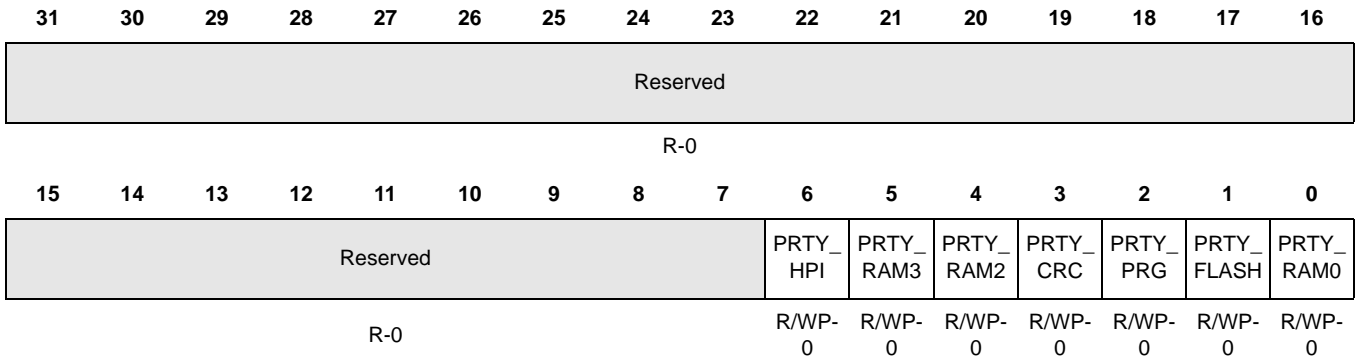 31 30 29 28 27 26 25 24 23 22 21 20 19 18 17 16
Reserved
R-0
15 14 13 12 11 10 9 8 7 6 5 4 3 2 1 0
Reserved PRTY_ PRTY_ PRTY_ PRTY_ PRTY_ PRTY_ PRTY_
HPI RAM3 RAM2 CRC PRG FLASH RAM0
R-0 R/WP- R/WP- R/WP- R/WP- R/WP- R/WP- R/WP-
0 0 0 0 0 0 0